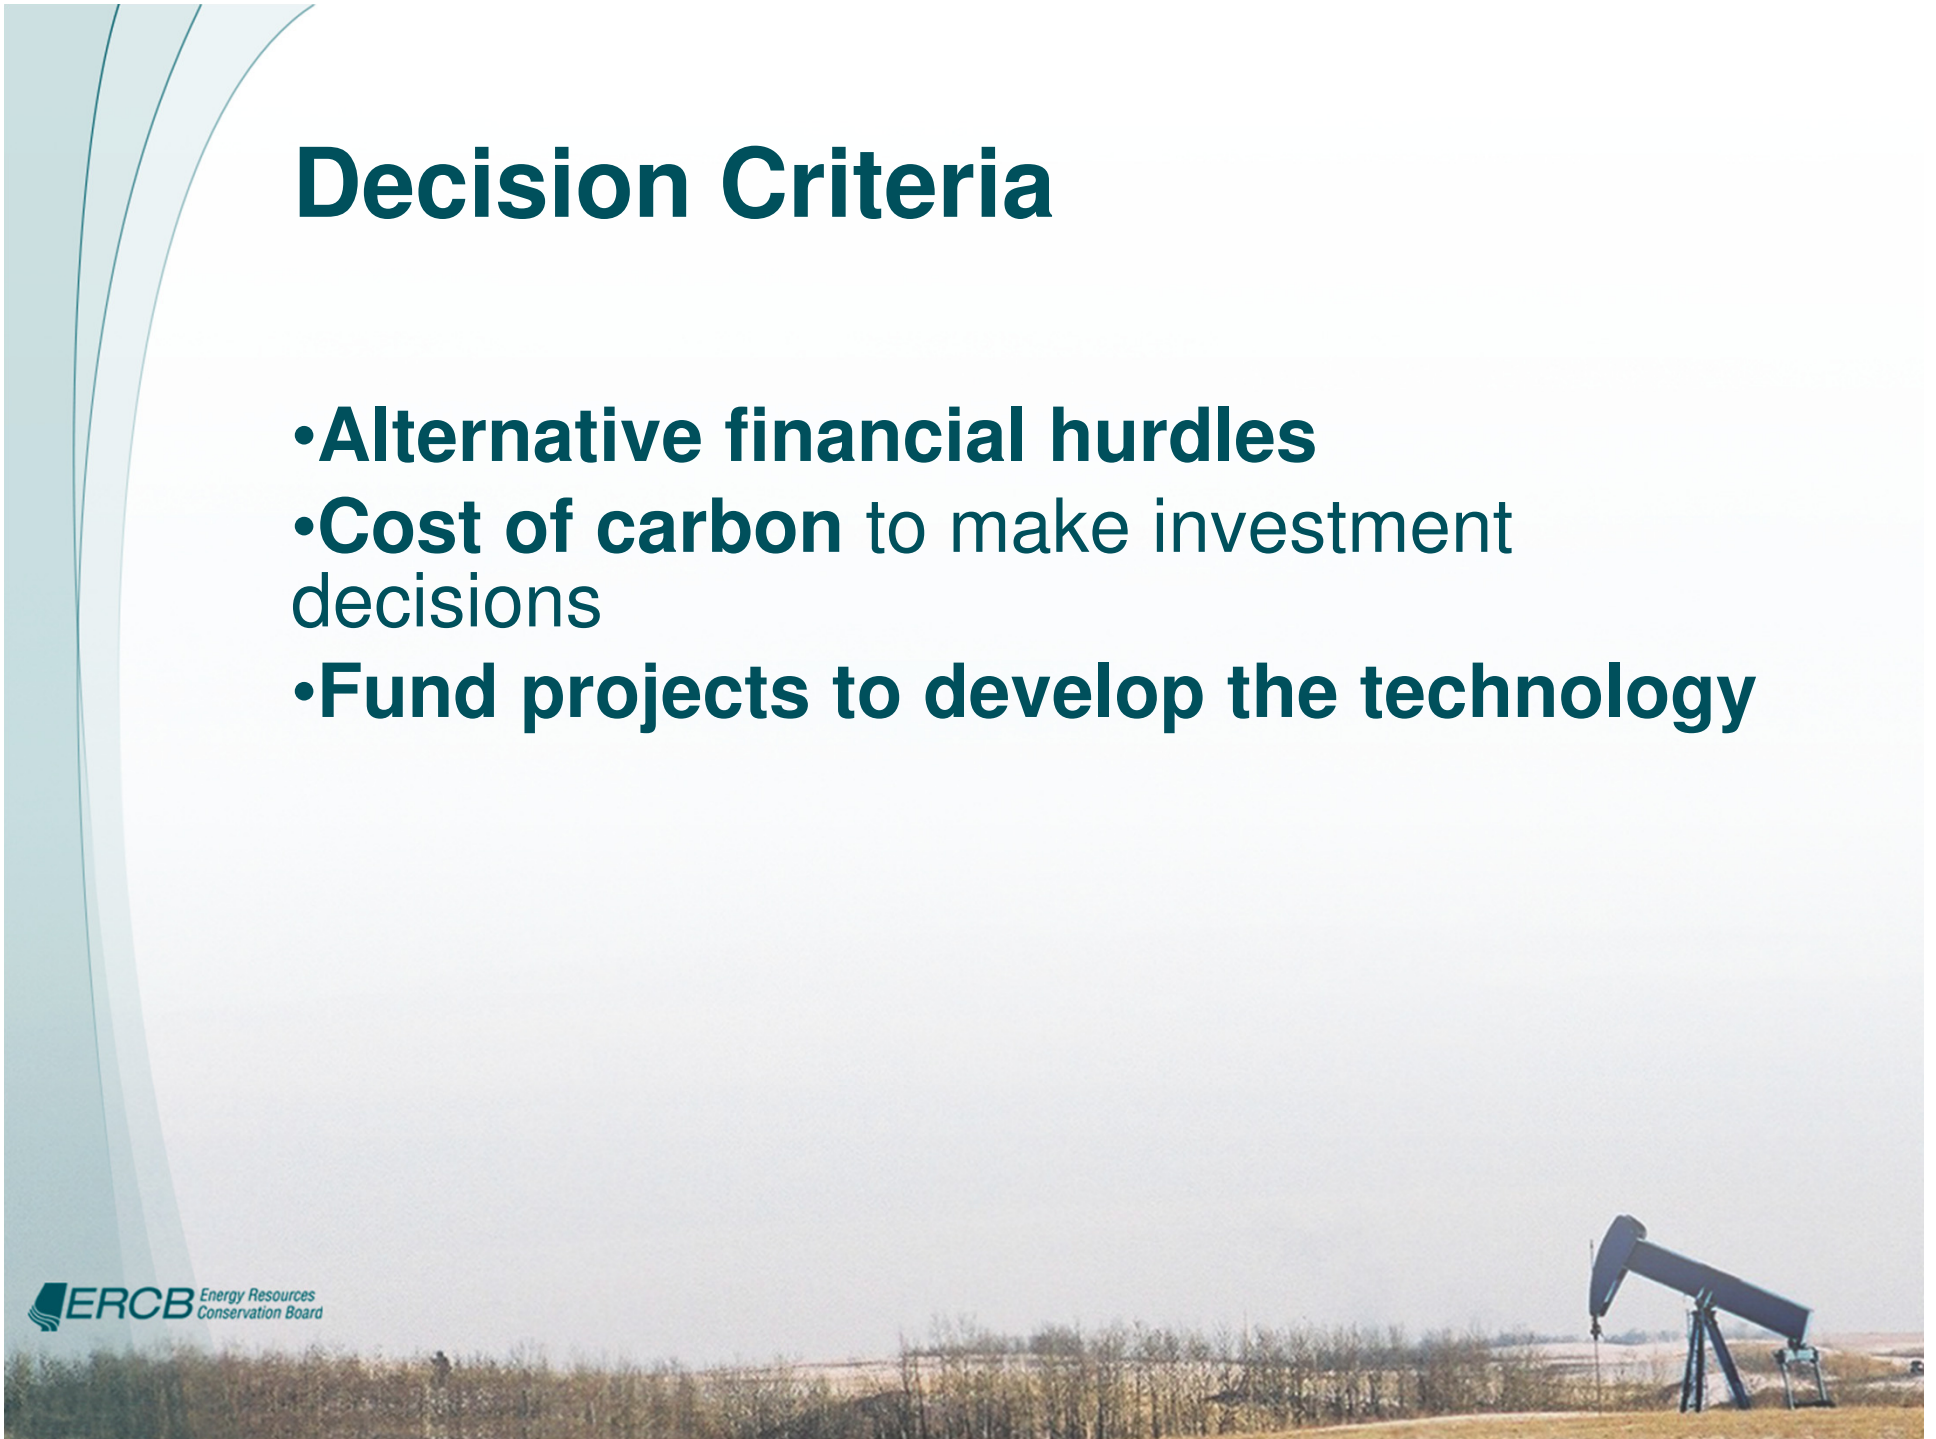 Decision Criteria
•Alternative financial hurdles
•Cost of carbon to make investment
decisions
•Fund projects to develop the technology
ERCB Energy Resources
Conservation Board